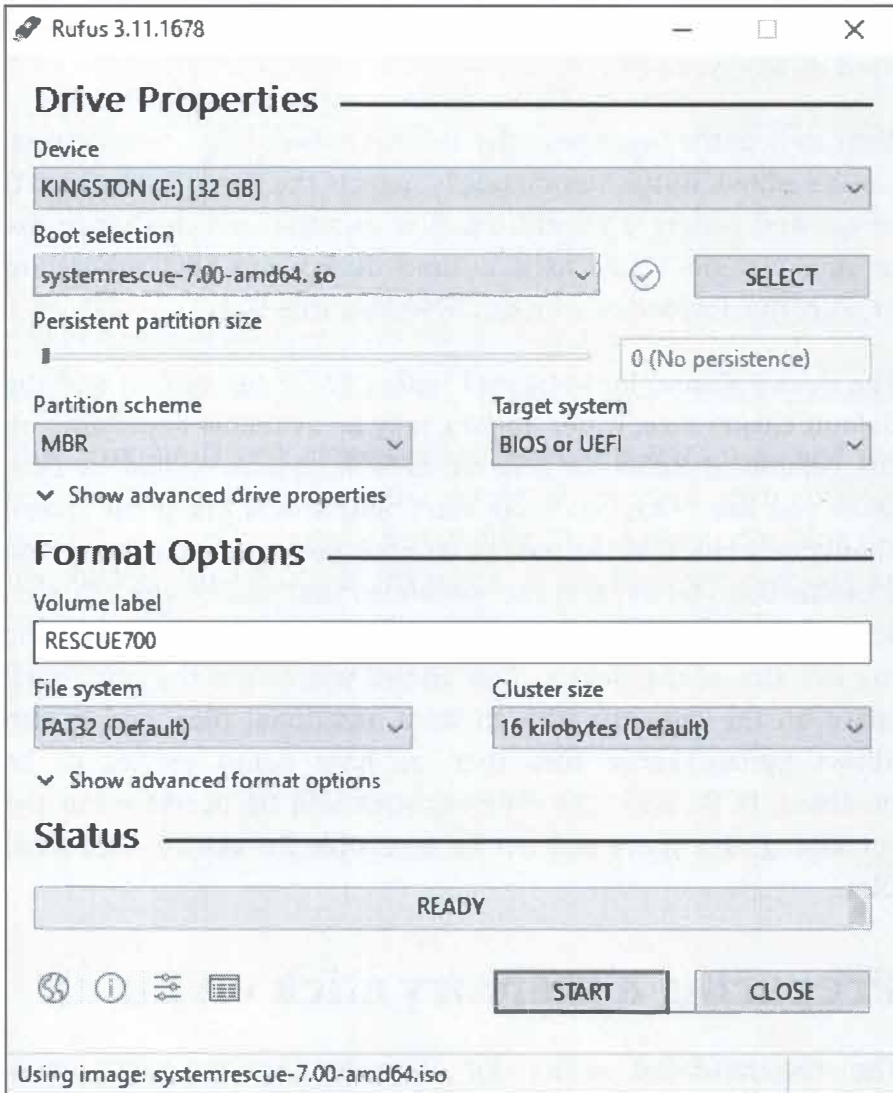 Rufus 3.11.1678
Drive Properties
Device
KINGSTON (E:) [32 GB]
Boot selection
systemrescue-7.00-amd64. so
SELECT
Persistent partition size
0 (No persistence)
Partition scheme
Target system
MBR
BIOS or UEFI
Show advanced drive properties
Format Options
Volume label
RESCUE700
File system
Cluster size
FAT32 (Default)
16 kilobytes (Default)
Show advanced format options
Status
READY
START
CLOSE
Using image: systemrescue-7.00-amd64.iso